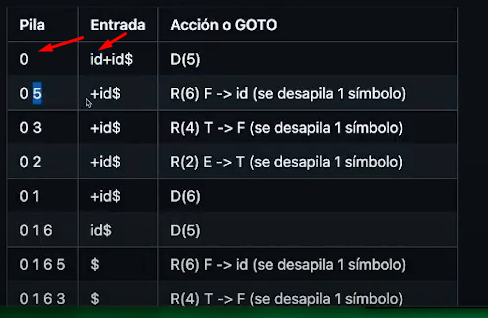 Pila Entrada Acción o GOTO
0 id+id$ D(5)
0 5 +id$ R(6) F -> id (se desapila 1 símbolo)
0 3 +id$ R(4) T -> F (se desapila 1 símbolo)
0 2 +id$ R(2) E -> T (se desapila 1 símbolo)
0 1 +id$ D(6)
0 1 6 id$ D(5)
0 1 6 5 $ R(6) F -> id (se desapila 1 símbolo)
0 1 6 3 $ R(4) T -> F (se desapila 1 símbolo)